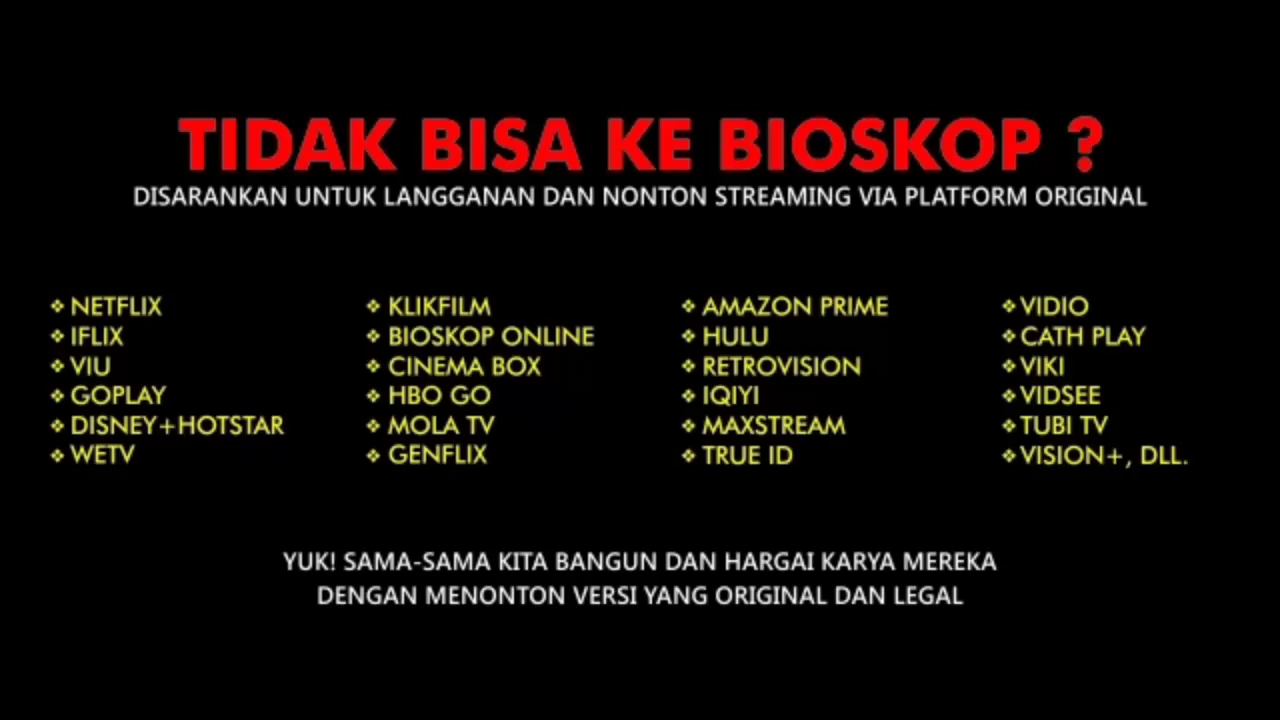 TIDAK BISA KE BIOSKOP ?
DISARANKAN UNTUK LANGGANAN DAN NONTON STREAMING VIA PLATFORM ORIGINAL
❖ NETFLIX
❖ IFLIX
❖ VIU
❖ GOPLAY
❖ DISNEY+HOTSTAR
❖ WETV
❖ KLIKFILM
❖ BIOSKOP ONLINE
❖ CINEMA BOX
❖ HBO GO
❖ MOLA TV
❖ GENFLIX
❖ AMAZON PRIME
❖ HULU
❖ RETROVISION
❖ IQIYI
❖ MAXSTREAM
❖ TRUE ID
❖ VIDIO
❖ CATH PLAY
❖ VIKI
❖ VIDSEE
❖ TUBI TV
❖ VISION+, DLL.
YUK! SAMA-SAMA KITA BANGUN DAN HARGAI KARYA MEREKA
DENGAN MENONTON VERSI YANG ORIGINAL DAN LEGAL